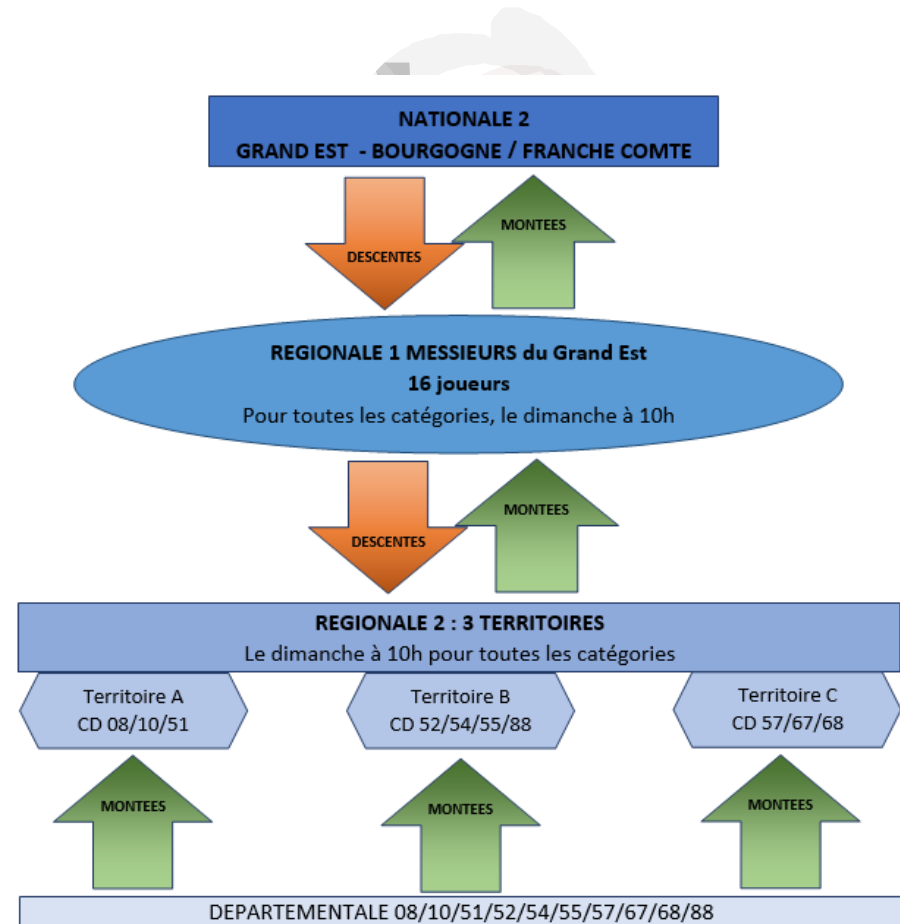 NATIONALE 2
GRAND EST - BOURGOGNE / FRANCHE COMTE
MONTEES
DESCENTES
REGIONALE 1 MESSIEURS du Grand Est
16 joueurs
Pour toutes les catégories, le dimanche à 10h
MONTEES
DESCENTES
REGIONALE 2 : 3 TERRITOIRES
Le dimanche à 10h pour toutes les catégories
Territoire A
CD 08/10/51
Territoire B
CD 52/54/55/88
Territoire C
CD 57/67/68
MONTEES
MONTEES
MONTEES
DEPARTEMENTALE 08/10/51/52/54/55/57/67/68/88